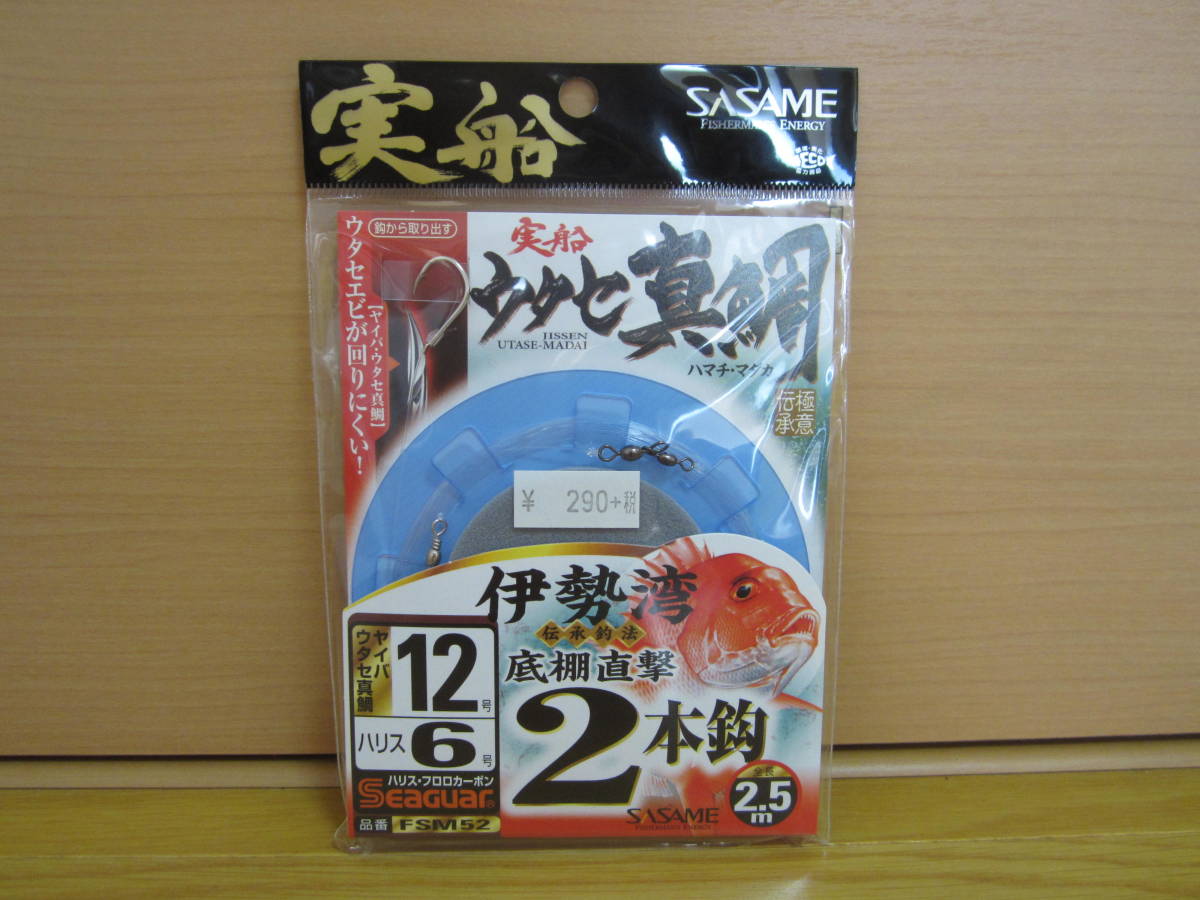 実船
SASAME
FISHERMAN'S ENERGY
ECO
鈎から取り出す
ウタセエビが回りにくい!
【ヤイバ・ウタセ真鯛】
実船
ウタセ真鯛
JISSEN
UTASE-MADAI
ハマチ・マダカ
極意
伝承
¥ 290+税
伊勢湾
伝承釣法
底棚直撃
2本鈎
全長
2.5m
ヤイバ
ウタセ真鯛
12号
ハリス 6号
ハリス・フロロカーボン
Seaguar®
品番 FSM52
SASAME
FISHERMAN'S ENERGY